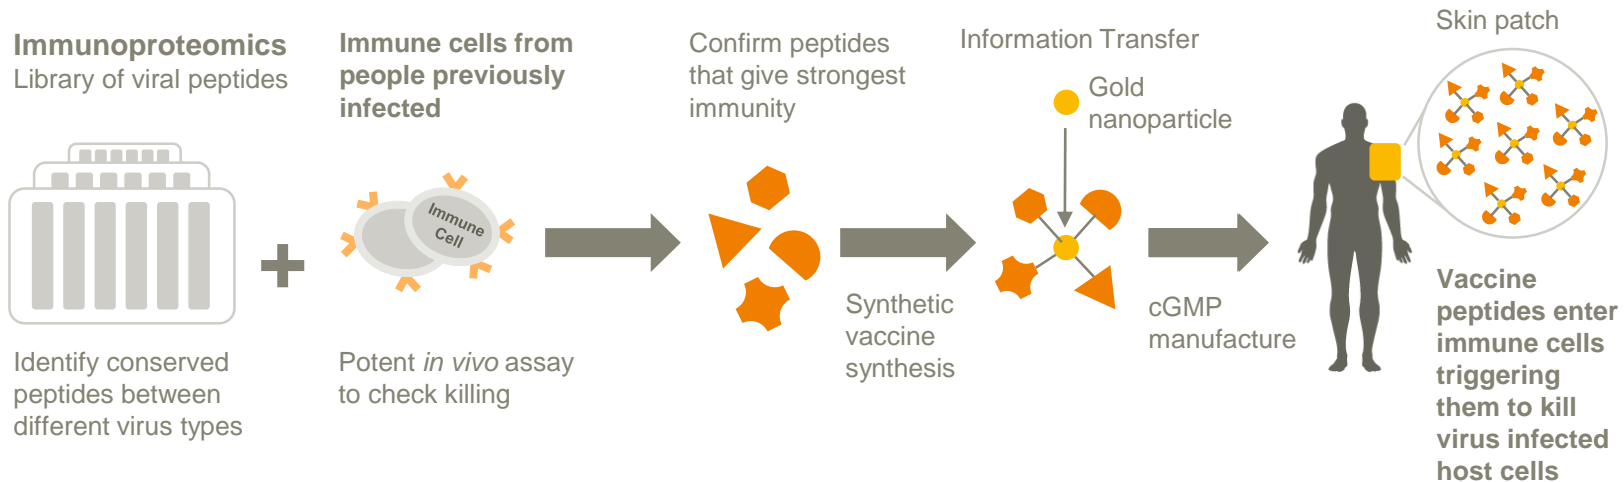 Immunoproteomics
Library of viral peptides
Identify conserved
peptides between
different virus types
Immune cells from
people previously
infected
Immune
Cell
Potent in vivo assay
to check killing
Confirm peptides
that give strongest
immunity
Synthetic
vaccine
synthesis
Information Transfer
Gold
nanoparticle
cGMP
manufacture
Skin patch
Vaccine
peptides enter
immune cells
triggering
them to kill
virus infected
host cells